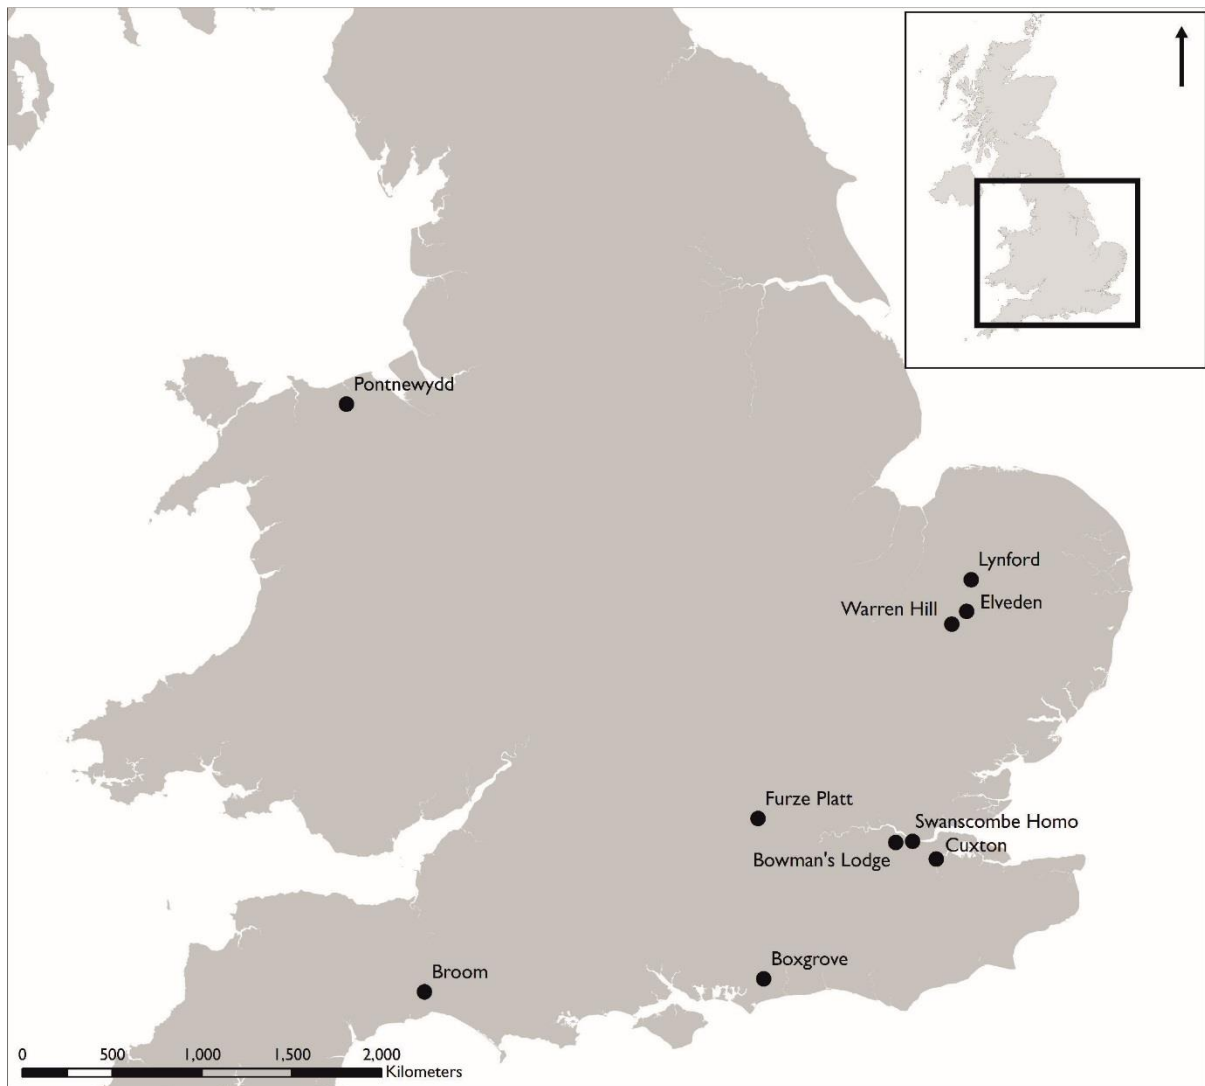 Pontnewydd
Lynford
Elveden
Warren Hill
Furze Platt
Swanscombe Homo
Bowman's Lodge
Cuxton
Boxgrove
Broom
0 500 1,000 1,500 2,000
Kilometers